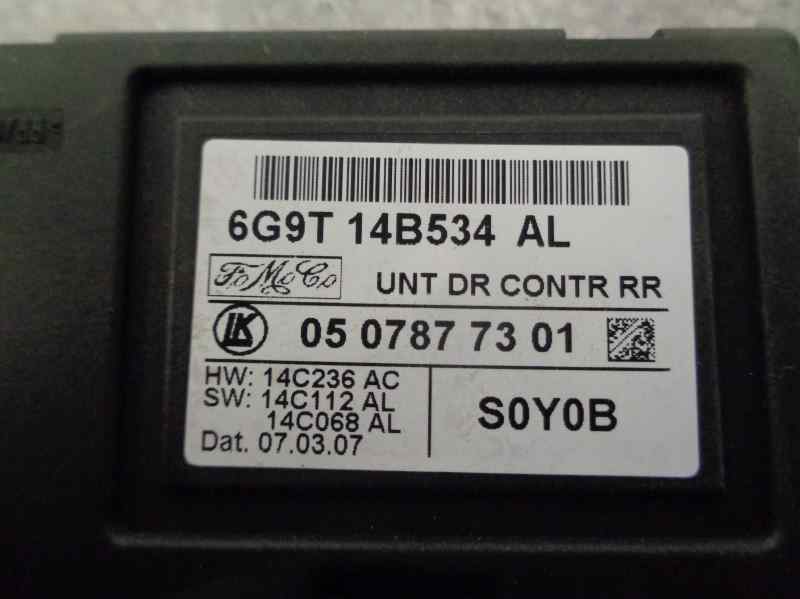 6G9T 14B534 AL
FoMoCo UNT DR CONTR RR
LK 05 0787 73 01
HW: 14C236 AC
SW: 14C112 AL
14C068 AL
Dat. 07.03.07
S0Y0B